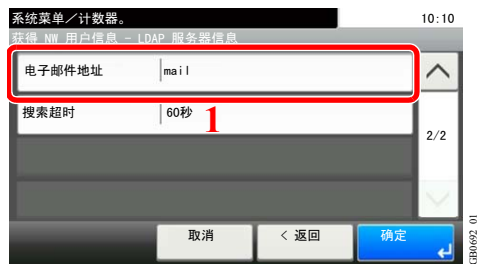 系统菜单／计数器。 10:10
获得 NW 用户信息 - LDAP 服务器信息
电子邮件地址 mail
搜索超时 60秒
1
2/2
取消 < 返回 确定
GB0692_01